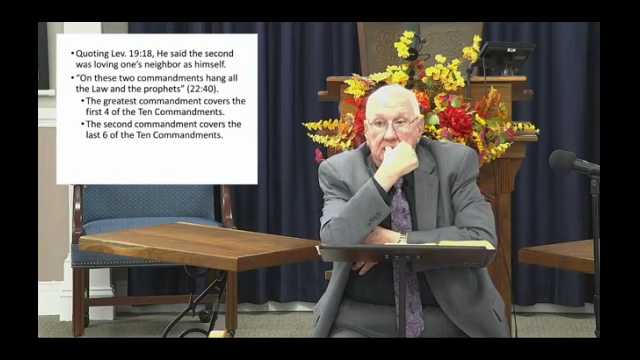 • Quoting Lev. 19:18, He said the second
was loving one's neighbor as himself.
• "On these two commandments hang all
the Law and the prophets" (22:40).
• The greatest commandment covers the
first 4 of the Ten Commandments.
• The second commandment covers the
last 6 of the Ten Commandments.